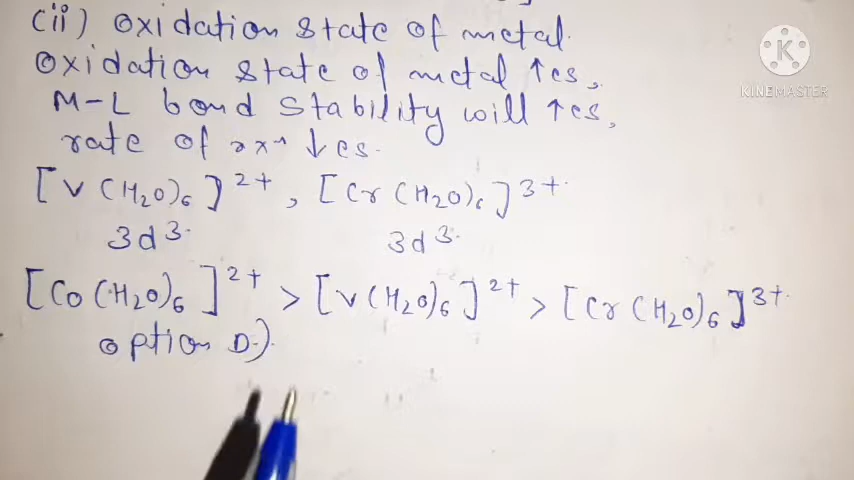 (ii) oxidation state of metal.
oxidation state of metal ↑es,
M-L bond stability will ↑es,
rate of rxⁿ ↓es.
[V(H₂O)₆]²⁺, [Cr(H₂O)₆]³⁺.
3d³. 3d³.
[Co(H₂O)₆]²⁺ > [V(H₂O)₆]²⁺ > [Cr(H₂O)₆]³⁺.
option D.)
K
KINEMASTER